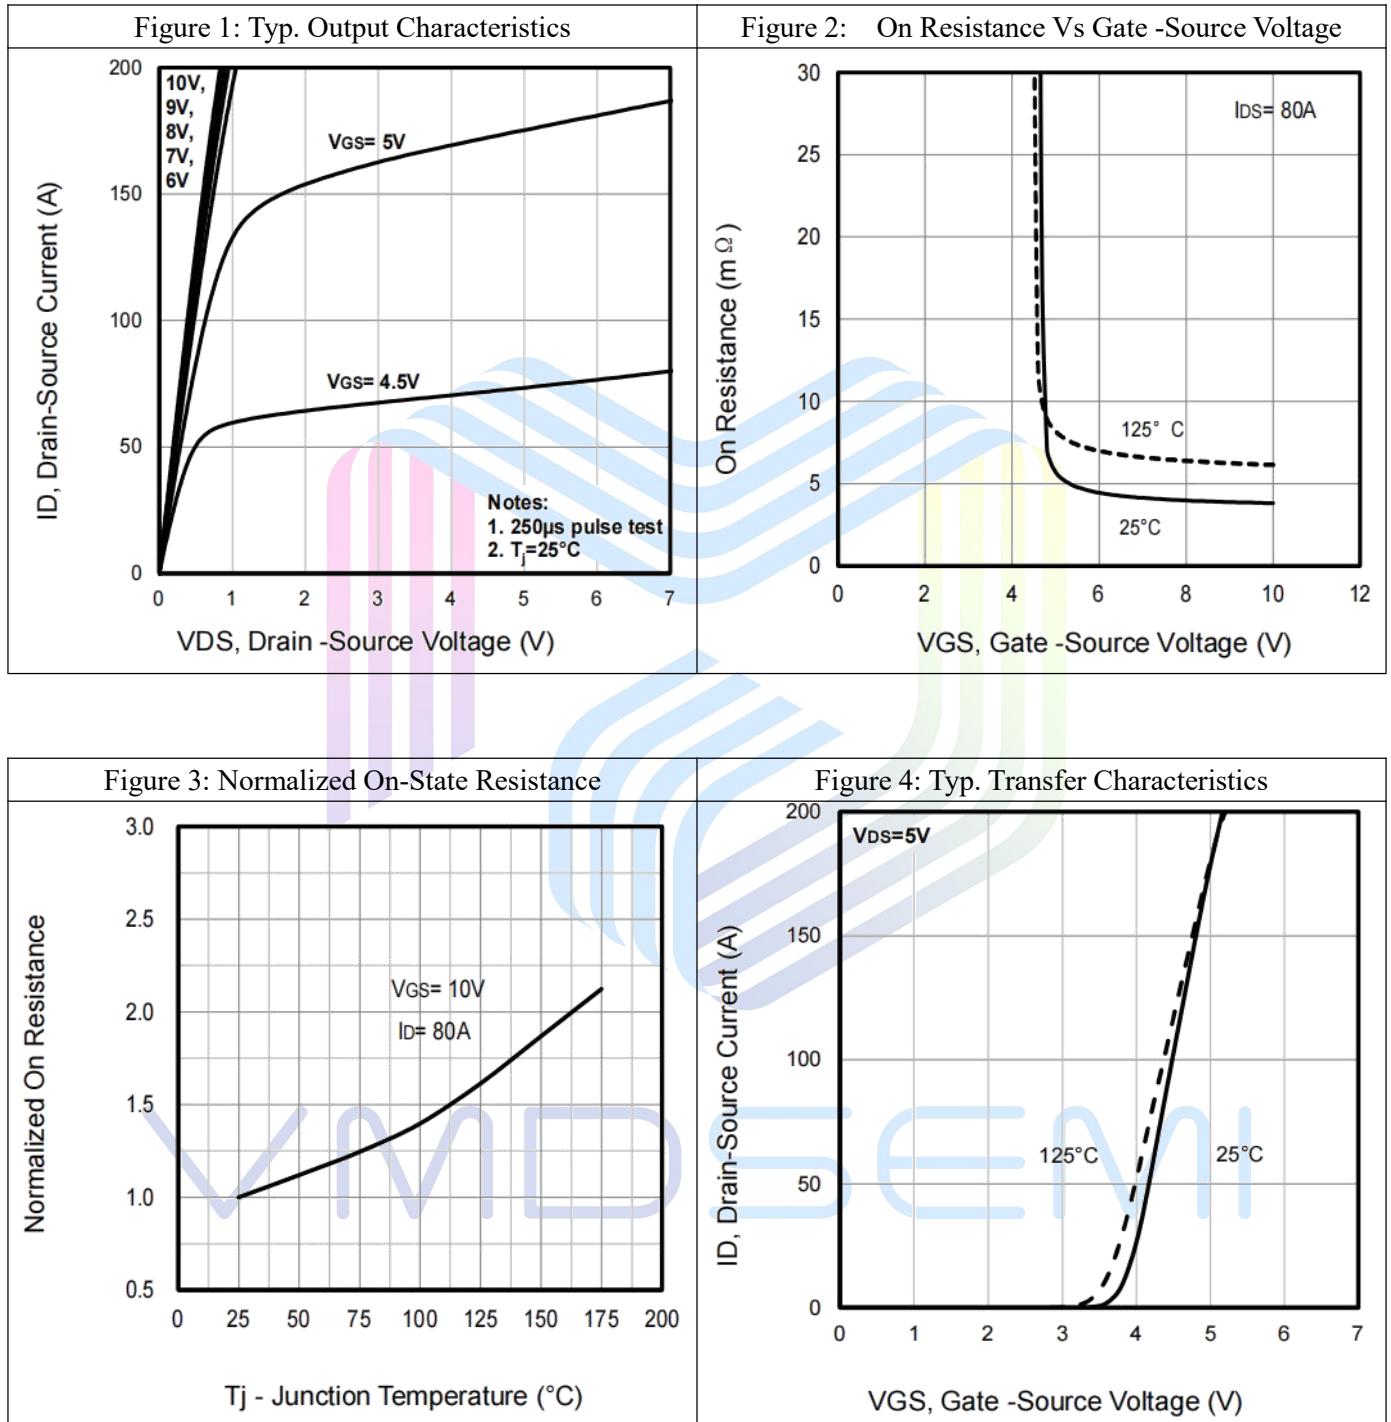 Figure 1: Typ. Output Characteristics
Figure 2: On Resistance Vs Gate -Source Voltage
200
150
100
50
0
10V,
9V,
8V,
7V,
6V
VGS= 5V
VGS= 4.5V
Notes:
1. 250µs pulse test
2. Tj=25°C
0 1 2 3 4 5 6 7
ID, Drain-Source Current (A)
VDS, Drain -Source Voltage (V)
30
25
20
15
10
5
0
IDS= 80A
125° C
25°C
0 2 4 6 8 10 12
On Resistance (m Ω)
VGS, Gate -Source Voltage (V)
Figure 3: Normalized On-State Resistance
Figure 4: Typ. Transfer Characteristics
3.0
2.5
2.0
1.5
1.0
0.5
VGS= 10V
ID= 80A
0 25 50 75 100 125 150 175 200
Normalized On Resistance
Tj - Junction Temperature (°C)
200
150
100
50
0
VDS=5V
125°C
25°C
0 1 2 3 4 5 6 7
ID, Drain-Source Current (A)
VGS, Gate -Source Voltage (V)
VMDSEMI